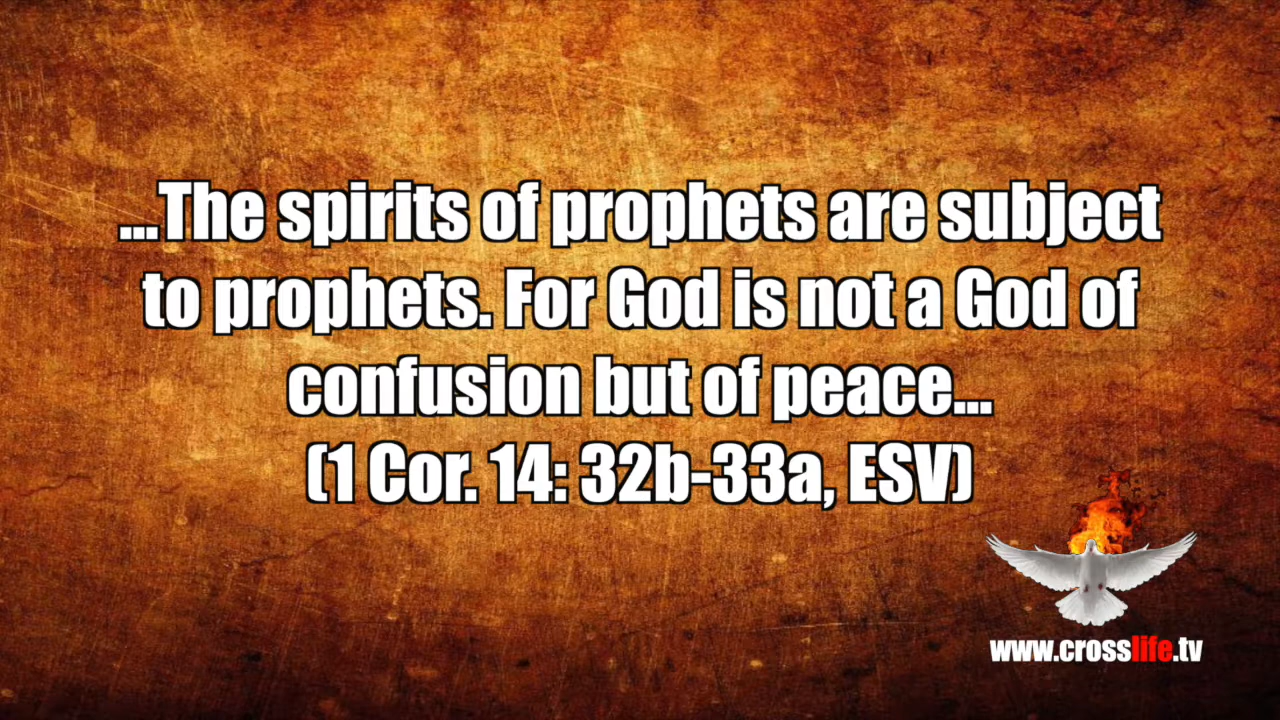 ...The spirits of prophets are subject
to prophets. For God is not a God of
confusion but of peace...
(1 Cor. 14: 32b-33a, ESV)
www.crosslife.tv